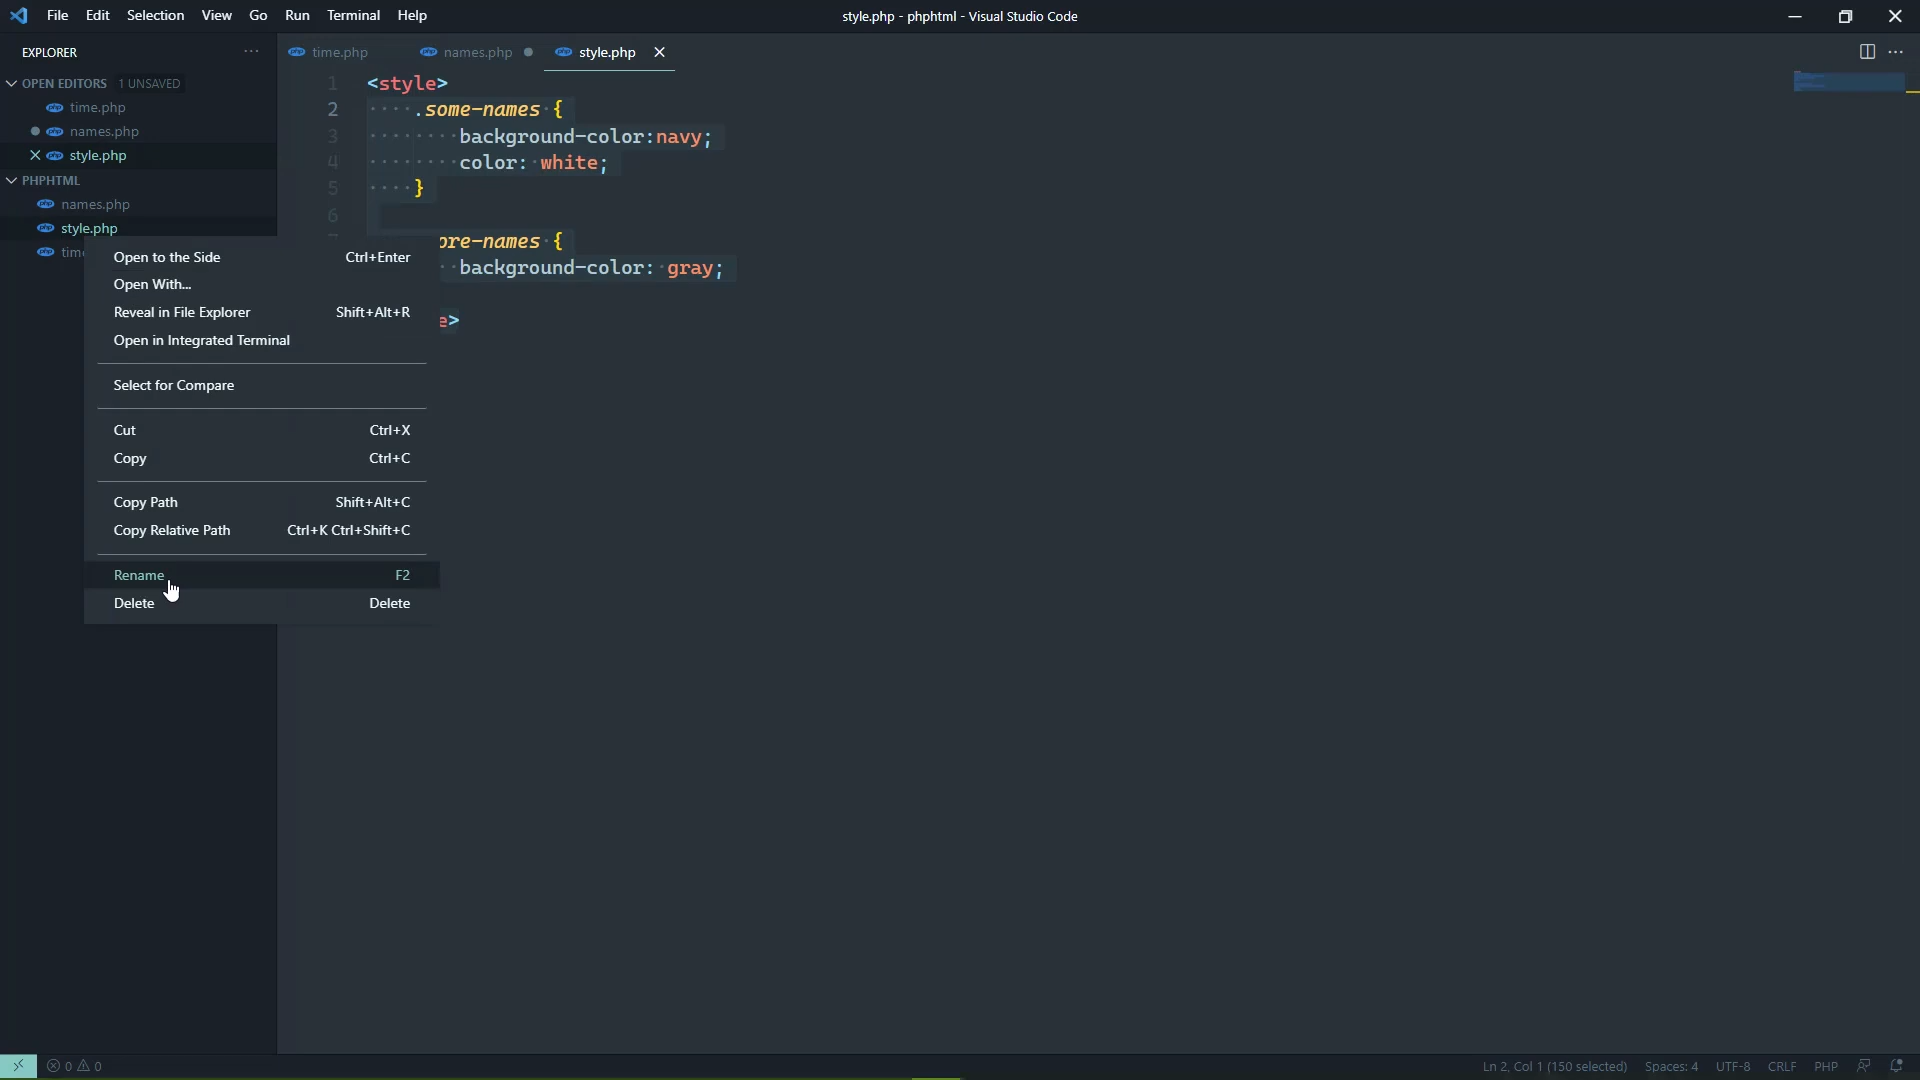 File Edit Selection View Go Run Terminal Help
style.php - phphtml - Visual Studio Code
EXPLORER
OPEN EDITORS 1 UNSAVED
time.php
names.php
style.php
PHPHTML
names.php
style.php
time
time.php
names.php
style.php
1 <style>
2 .some-names {
3 background-color:navy;
4 color: white;
5 }
6
ore-names {
background-color: gray;
e>
Open to the Side Ctrl+Enter
Open With...
Reveal in File Explorer Shift+Alt+R
Open in Integrated Terminal
Select for Compare
Cut Ctrl+X
Copy Ctrl+C
Copy Path Shift+Alt+C
Copy Relative Path Ctrl+K Ctrl+Shift+C
Rename F2
Delete Delete
0 0
Ln 2, Col 1 (150 selected) Spaces: 4 UTF-8 CRLF PHP